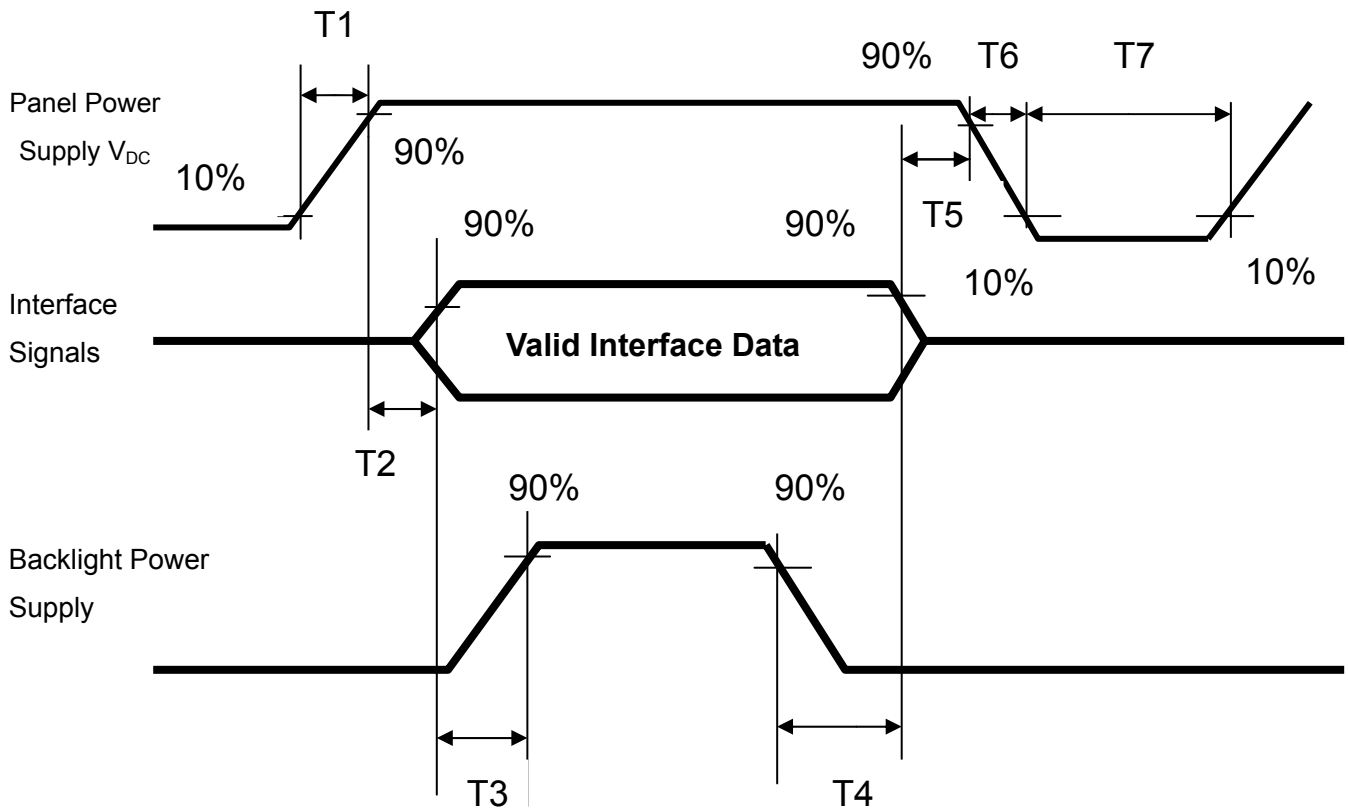 T1
90%
T6
T7
Panel Power
Supply VDC
90%
10%
T5
90%
90%
10%
10%
Interface
Signals
Valid Interface Data
T2
90%
90%
Backlight Power
Supply
T3
T4